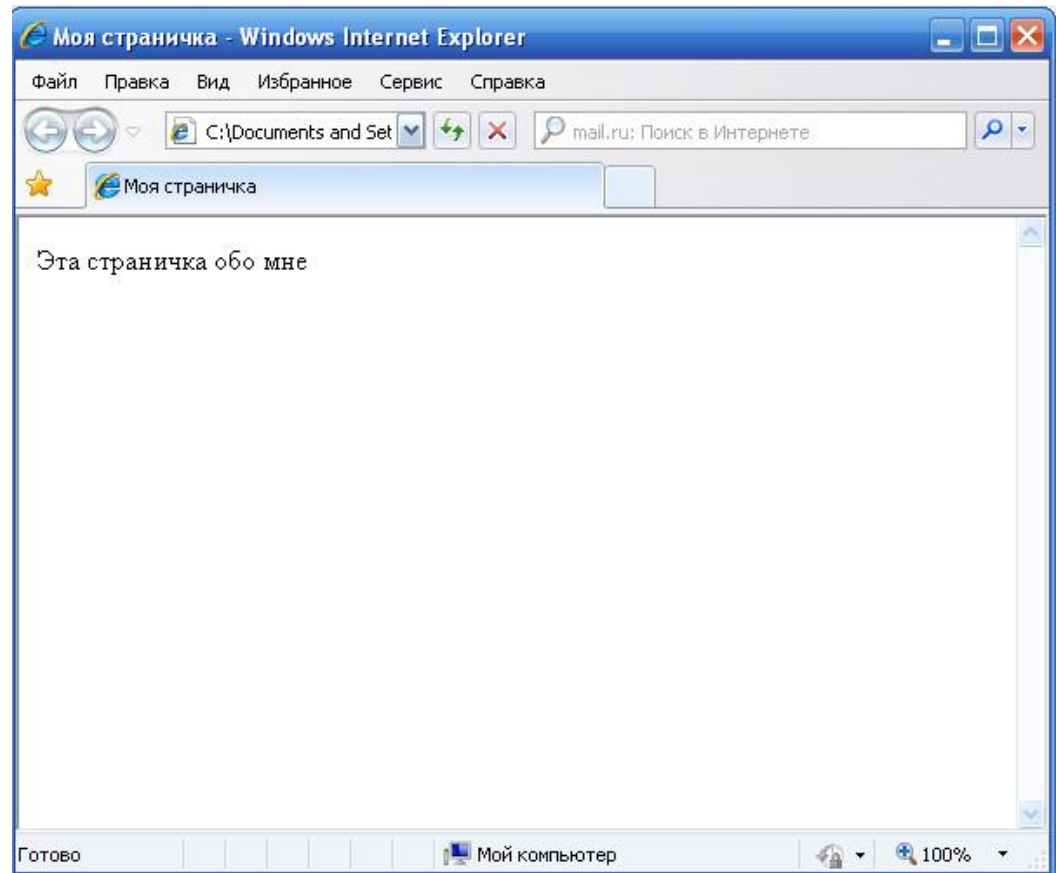 Моя страничка - Windows Internet Explorer
Файл Правка Вид Избранное Сервис Справка
C:\Documents and Set mail.ru: Поиск в Интернете
Моя страничка
Эта страничка обо мне
Готово Мой компьютер 100%